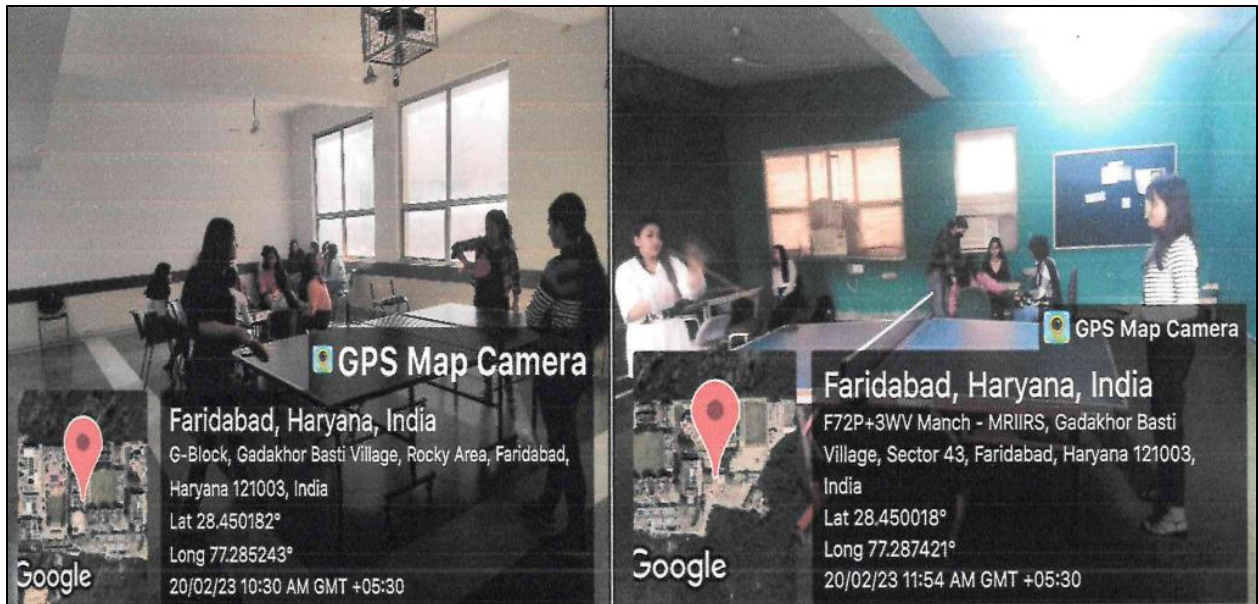 GPS Map Camera
Faridabad, Haryana, India
G-Block, Gadakhor Basti Village, Rocky Area, Faridabad,
Haryana 121003, India
Lat 28.450182°
Long 77.285243°
20/02/23 10:30 AM GMT +05:30
Google
GPS Map Camera
Faridabad, Haryana, India
F72P+3WV Manch - MRIIRS, Gadakhor Basti
Village, Sector 43, Faridabad, Haryana 121003,
India
Lat 28.450018°
Long 77.287421°
20/02/23 11:54 AM GMT +05:30
Google